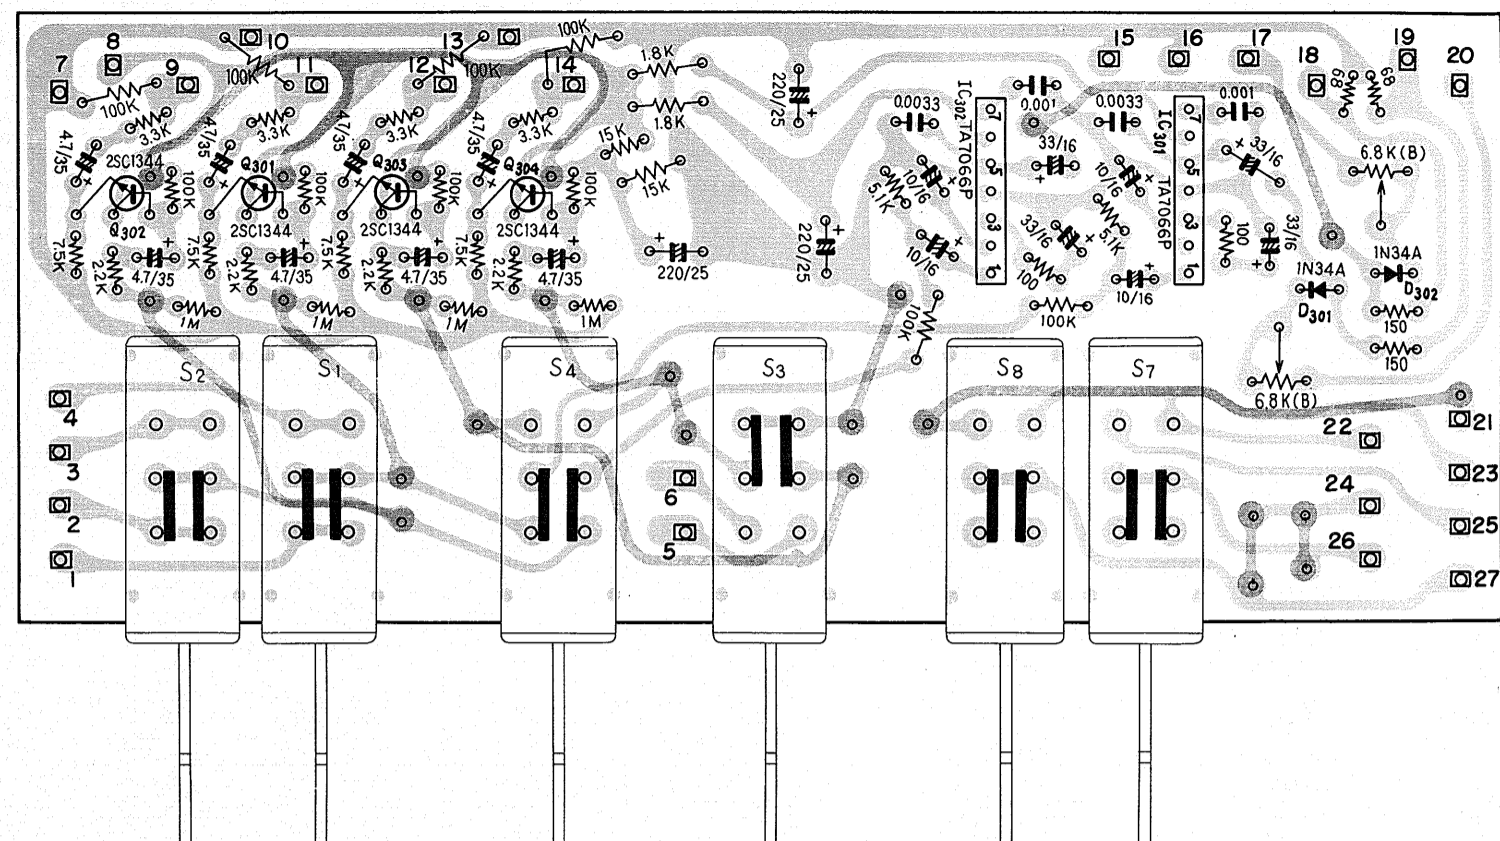 7
8
9
10
11
12
13
14
15
16
17
18
19
20
100K
100K
100K
100K
1.8K
1.8K
15K
15K
220/25
0.0033
IC302 TA7066P
0.001
0.0033
IC301 TA7066P
0.001
68
68
4.7/35
3.3K
4.7/35
3.3K
4.7/35
3.3K
4.7/35
3.3K
2SC1344
Q301
Q303
Q304
100K
100K
100K
100K
Q302
2SC1344
2SC1344
2SC1344
7
5
3
1
7
5
3
1
33/16
10/16
5.1K
10/16
33/16
10/16
5.1K
10/16
33/16
6.8K(B)
100
33/16
7.5K
2.2K
4.7/35
7.5K
2.2K
4.7/35
7.5K
2.2K
4.7/35
7.5K
2.2K
4.7/35
220/25
220/25
100
100K
1N34A
D301
1N34A
D302
1M
1M
1M
1M
100K
150
150
S2
S1
S4
S3
S8
S7
6.8K(B)
4
3
2
1
6
5
22
21
23
24
25
26
27